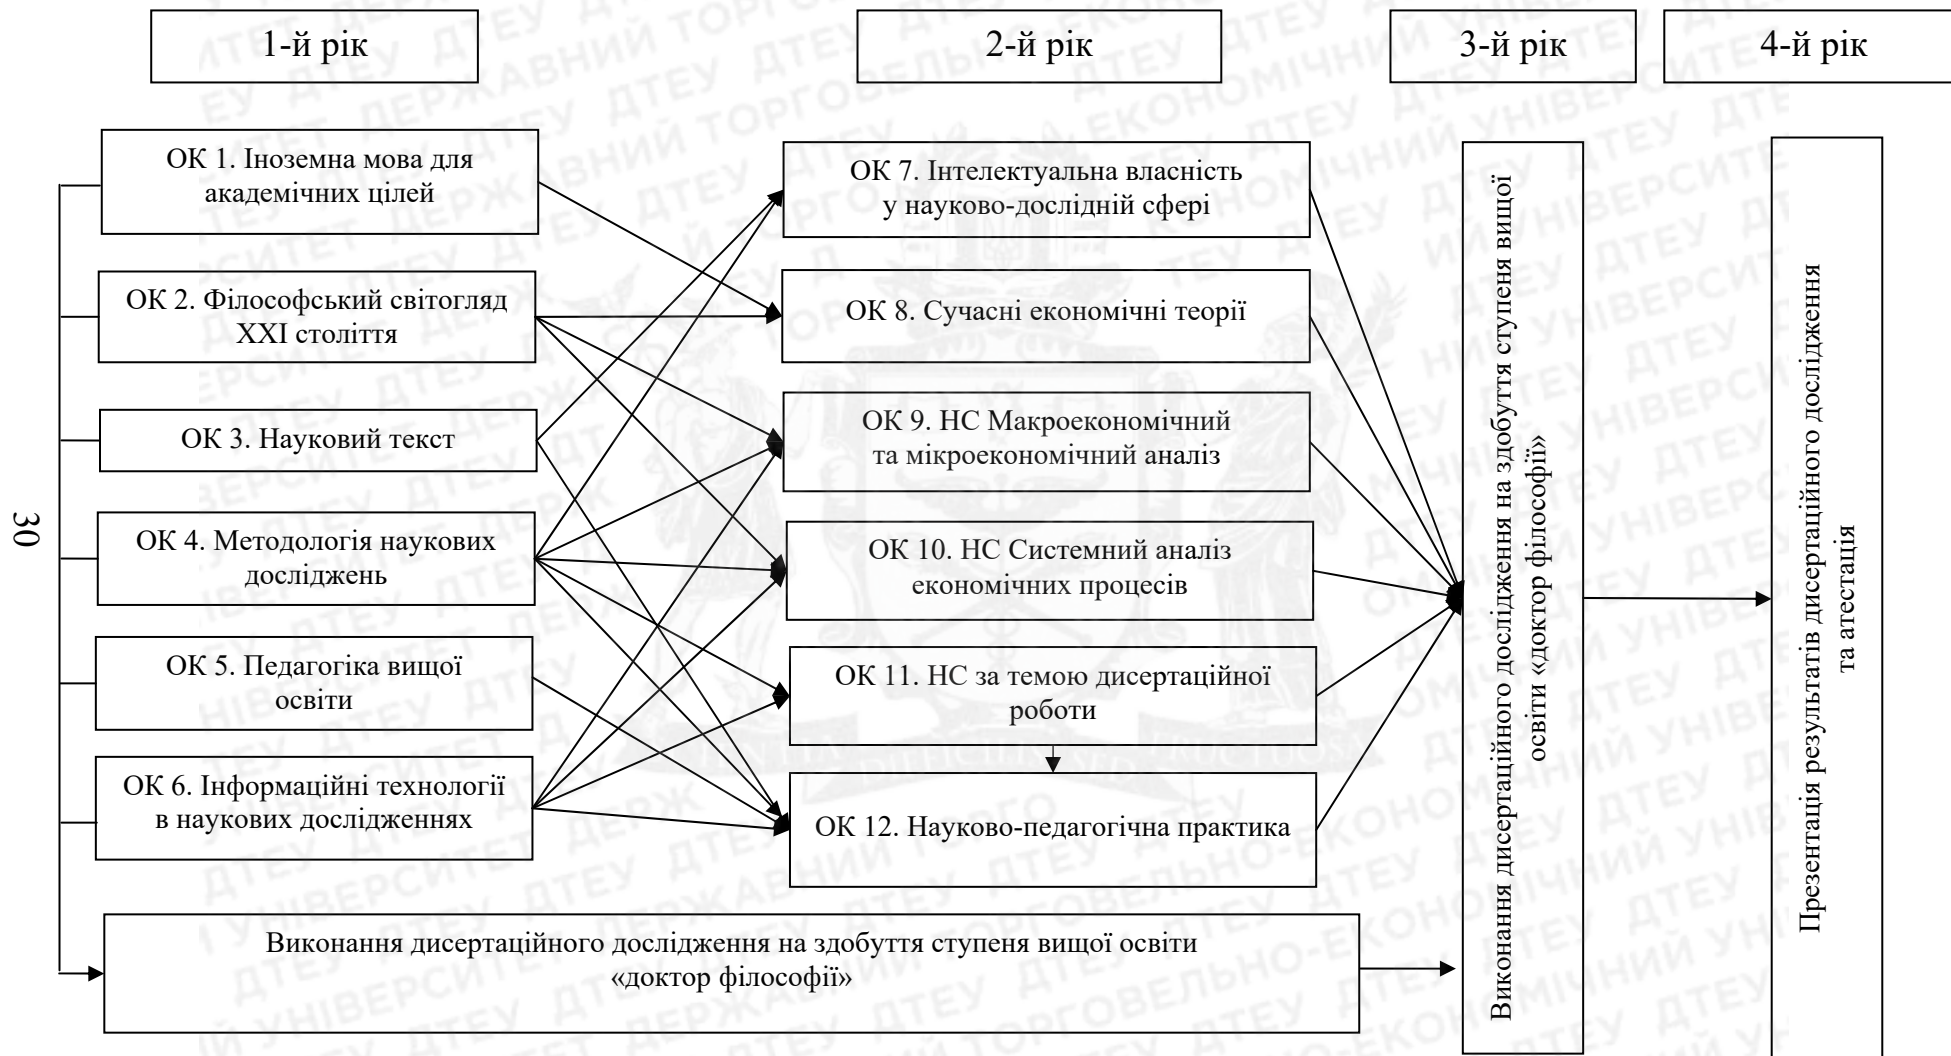 1-й рік
2-й рік
3-й рік
4-й рік
ОК 1. Іноземна мова для
академічних цілей
ОК 2. Філософський світогляд
ХХІ століття
ОК 3. Науковий текст
ОК 4. Методологія наукових
досліджень
ОК 5. Педагогіка вищої
освіти
ОК 6. Інформаційні технології
в наукових дослідженнях
ОК 7. Інтелектуальна власність
у науково-дослідній сфері
ОК 8. Сучасні економічні теорії
ОК 9. НС Макроекономічний
та мікроекономічний аналіз
ОК 10. НС Системний аналіз
економічних процесів
ОК 11. НС за темою дисертаційної
роботи
ОК 12. Науково-педагогічна практика
Виконання дисертаційного дослідження на здобуття ступеня вищої освіти
«доктор філософії»
Виконання дисертаційного дослідження на здобуття ступеня вищої
освіти «доктор філософії»
Презентація результатів дисертаційного дослідження
та атестація
30